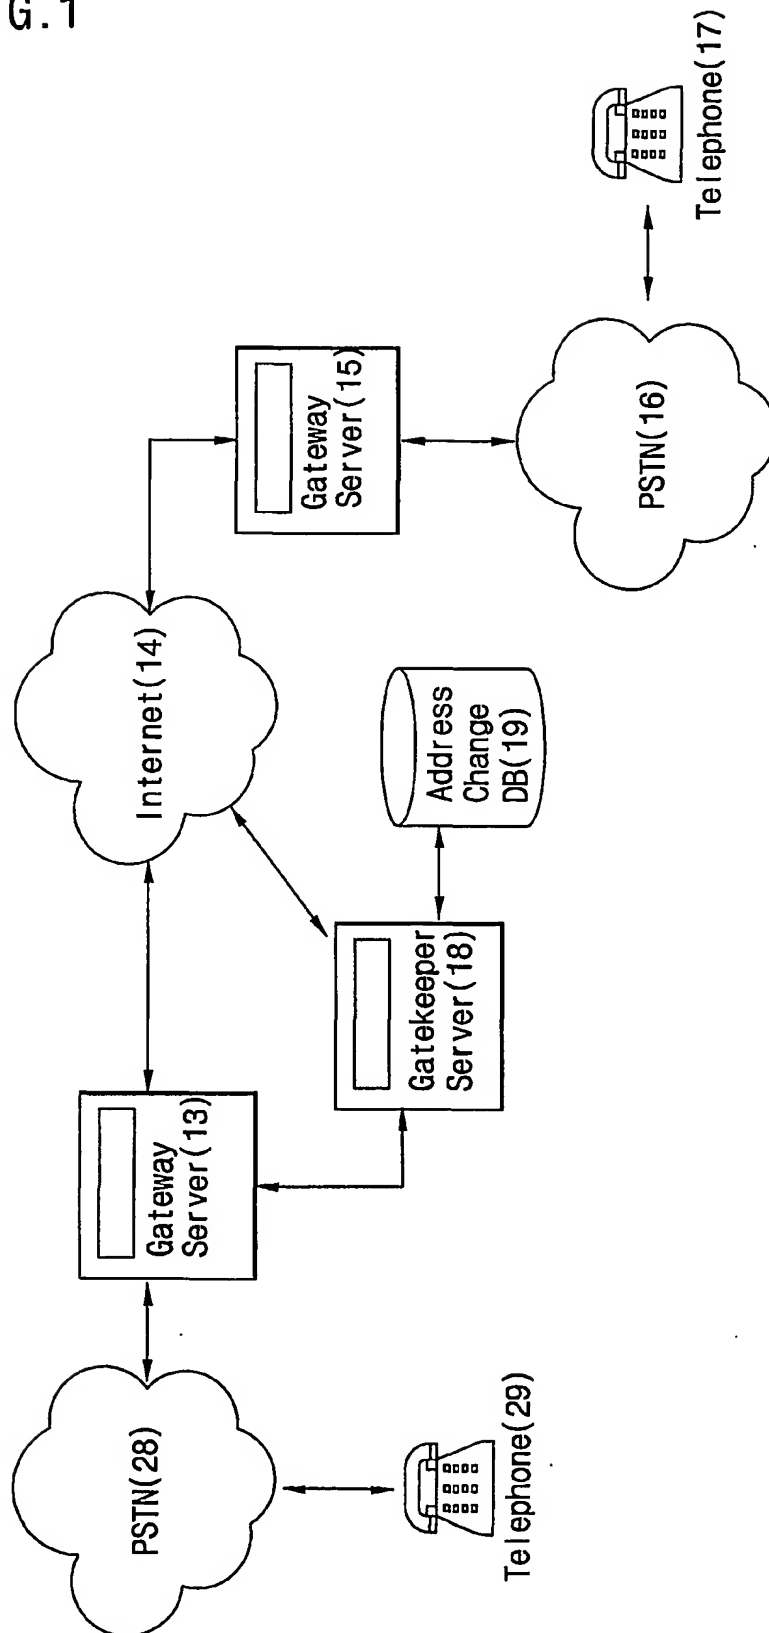 G.1
PSTN(28)
Telephone(29)
Gateway
Server(13)
Gatekeeper
Server(18)
Address
Change
DB(19)
Internet(14)
Gateway
Server(15)
PSTN(16)
Telephone(17)